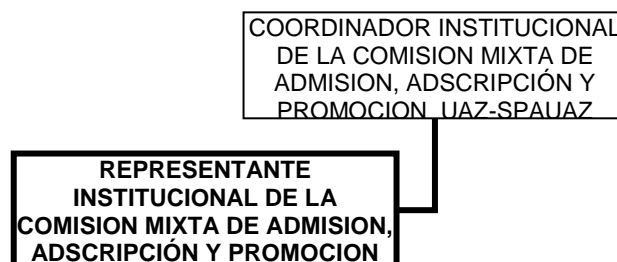 COORDINADOR INSTITUCIONAL
DE LA COMISION MIXTA DE
ADMISION, ADSCRIPCIÓN Y
PROMOCION UAZ-SPAUAZ
REPRESENTANTE
INSTITUCIONAL DE LA
COMISION MIXTA DE ADMISION,
ADSCRIPCIÓN Y PROMOCION